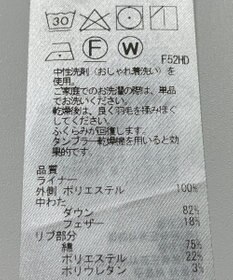 30
F W
F52HD
中性洗剤(おしゃれ着洗い)を
使用。
ご家庭でのお洗濯の際は、単品
でお洗いください。
乾燥後は、良く羽毛を揉みほぐ
してください。
ふくらみが回復します。
タンブラー乾燥機を用いると効
果的です。
品質
ライナー
外側 ポリエステル 100%
中わた
ダウン 82%
フェザー 18%
リブ部分
綿 75%
ポリエステル 22%
ポリウレタン 3%